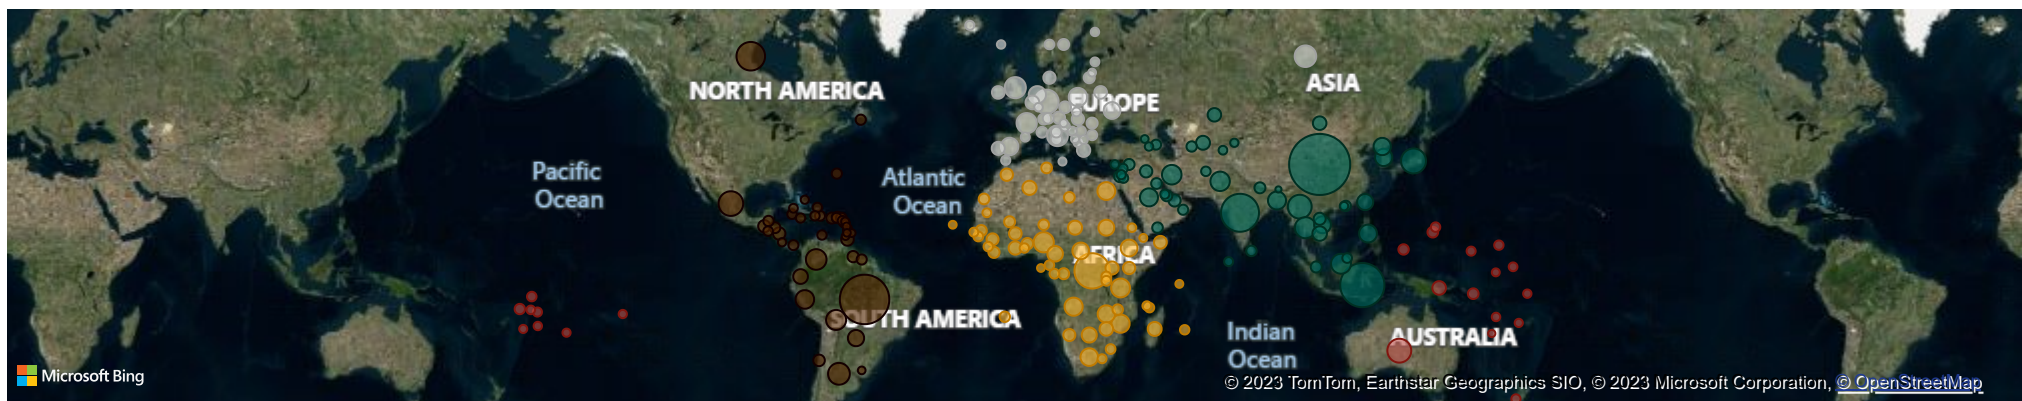 NORTH AMERICA
EUROPE
ASIA
Pacific
Ocean
Atlantic
Ocean
AFRICA
SOUTH AMERICA
Indian
Ocean
AUSTRALIA
Microsoft Bing
© 2023 TomTom, Earthstar Geographics SIO, © 2023 Microsoft Corporation, © OpenStreetMap